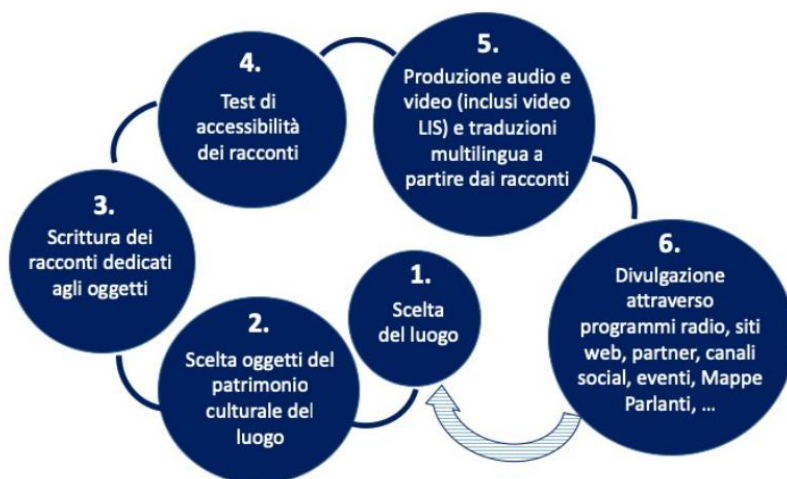 1.
Scelta
del luogo
2.
Scelta oggetti del
patrimonio
culturale del
luogo
3.
Scrittura dei
racconti dedicati
agli oggetti
4.
Test di
accessibilità
dei racconti
5.
Produzione audio e
video (inclusi video
LIS) e traduzioni
multilingua a
partire dai racconti
6.
Divulgazione
attraverso
programmi radio, siti
web, partner, canali
social, eventi, Mappe
Parlanti, ...